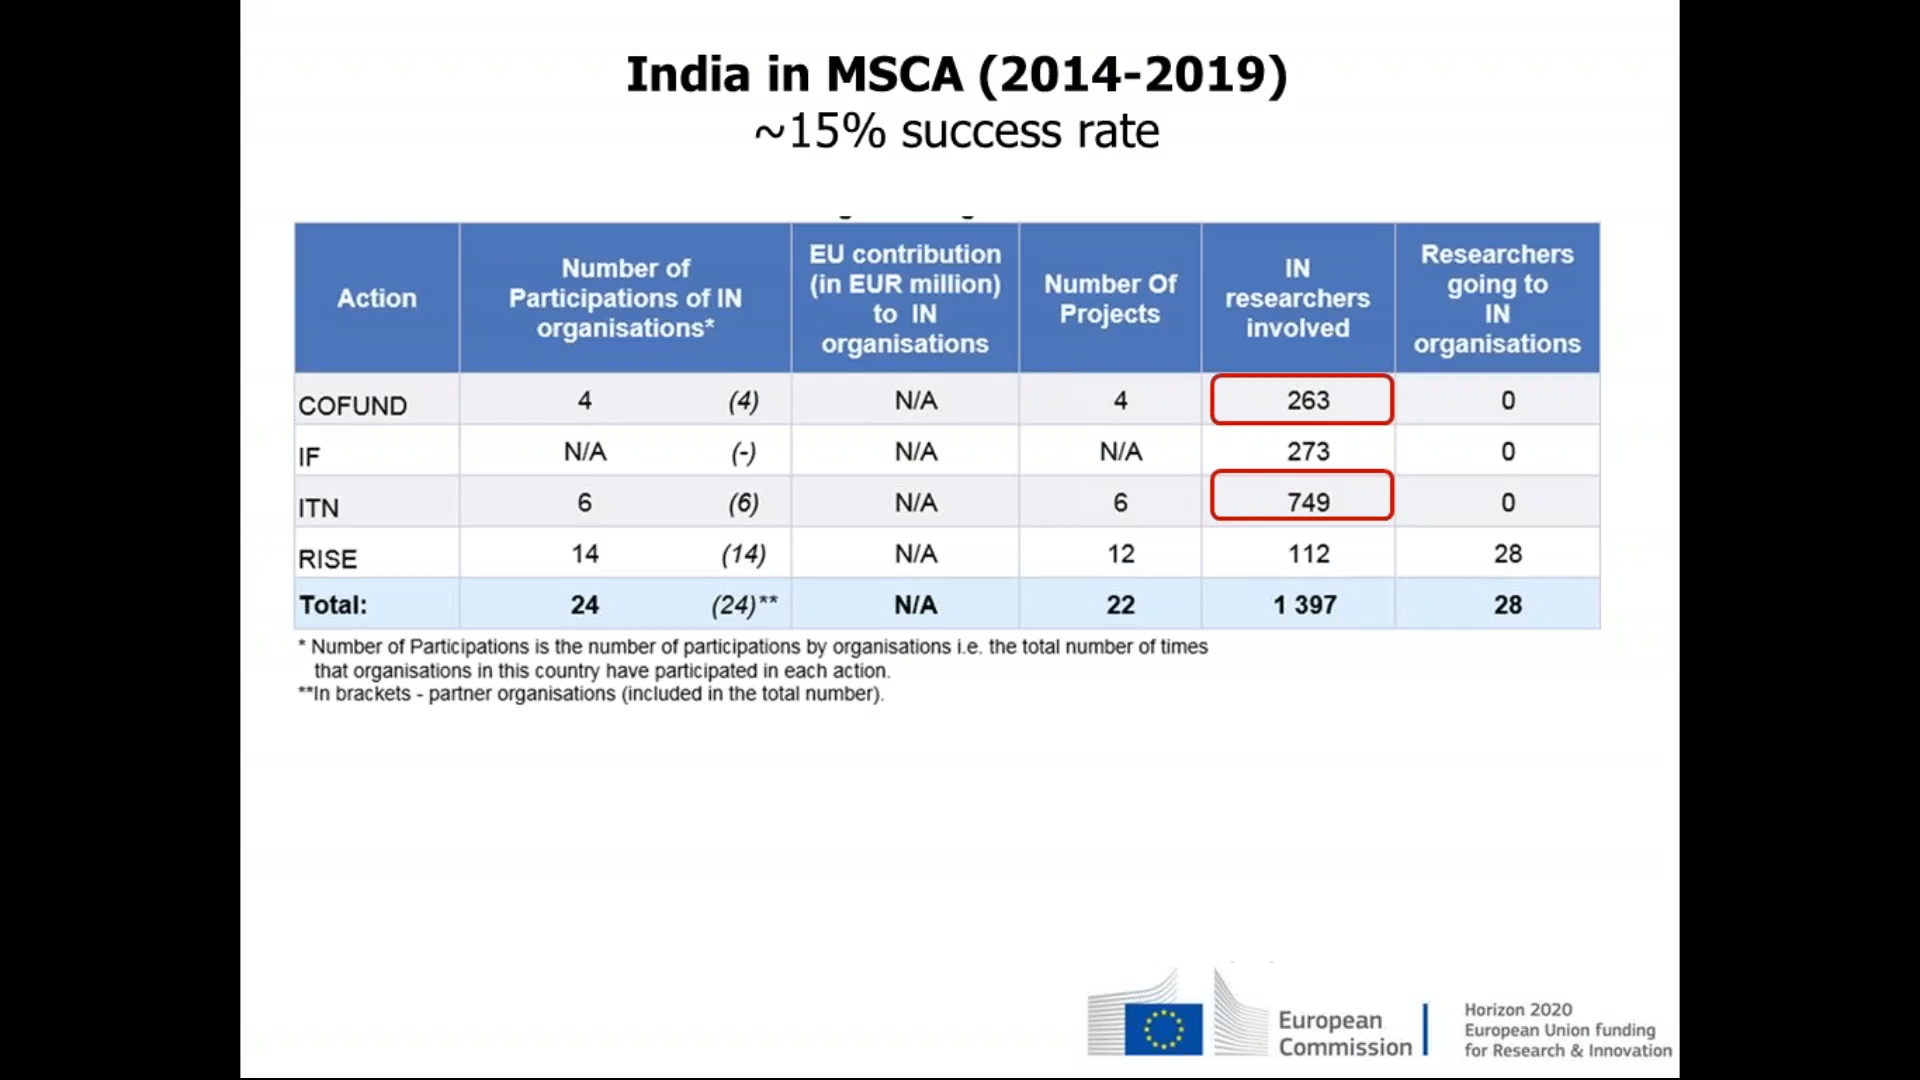 India in MSCA (2014-2019)
~15% success rate
Action
Number of
Participations of IN
organisations*
EU contribution
(in EUR million)
to IN
organisations
Number Of
Projects
IN
researchers
involved
Researchers
going to
IN
organisations
COFUND 4 (4) N/A 4 263 0
IF N/A (-) N/A N/A 273 0
ITN 6 (6) N/A 6 749 0
RISE 14 (14) N/A 12 112 28
Total: 24 (24)** N/A 22 1 397 28
* Number of Participations is the number of participations by organisations i.e. the total number of times
that organisations in this country have participated in each action.
**In brackets - partner organisations (included in the total number).
European
Commission
Horizon 2020
European Union funding
for Research & Innovation